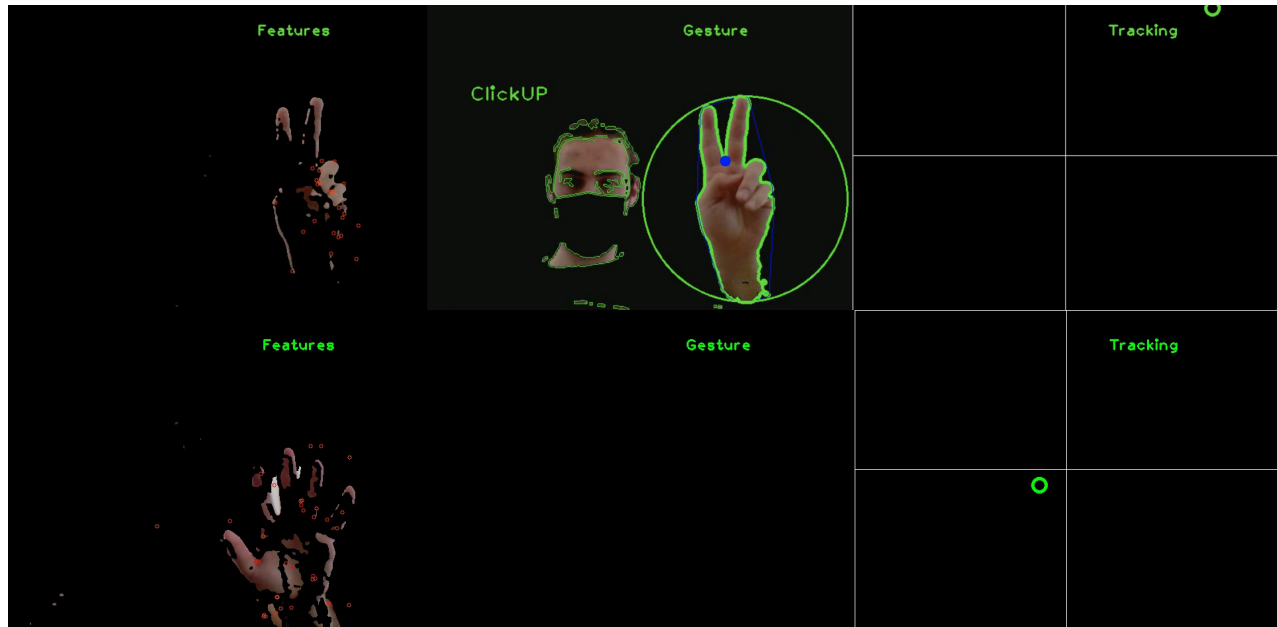 Features
Gesture
Tracking
ClickUP
Features
Gesture
Tracking